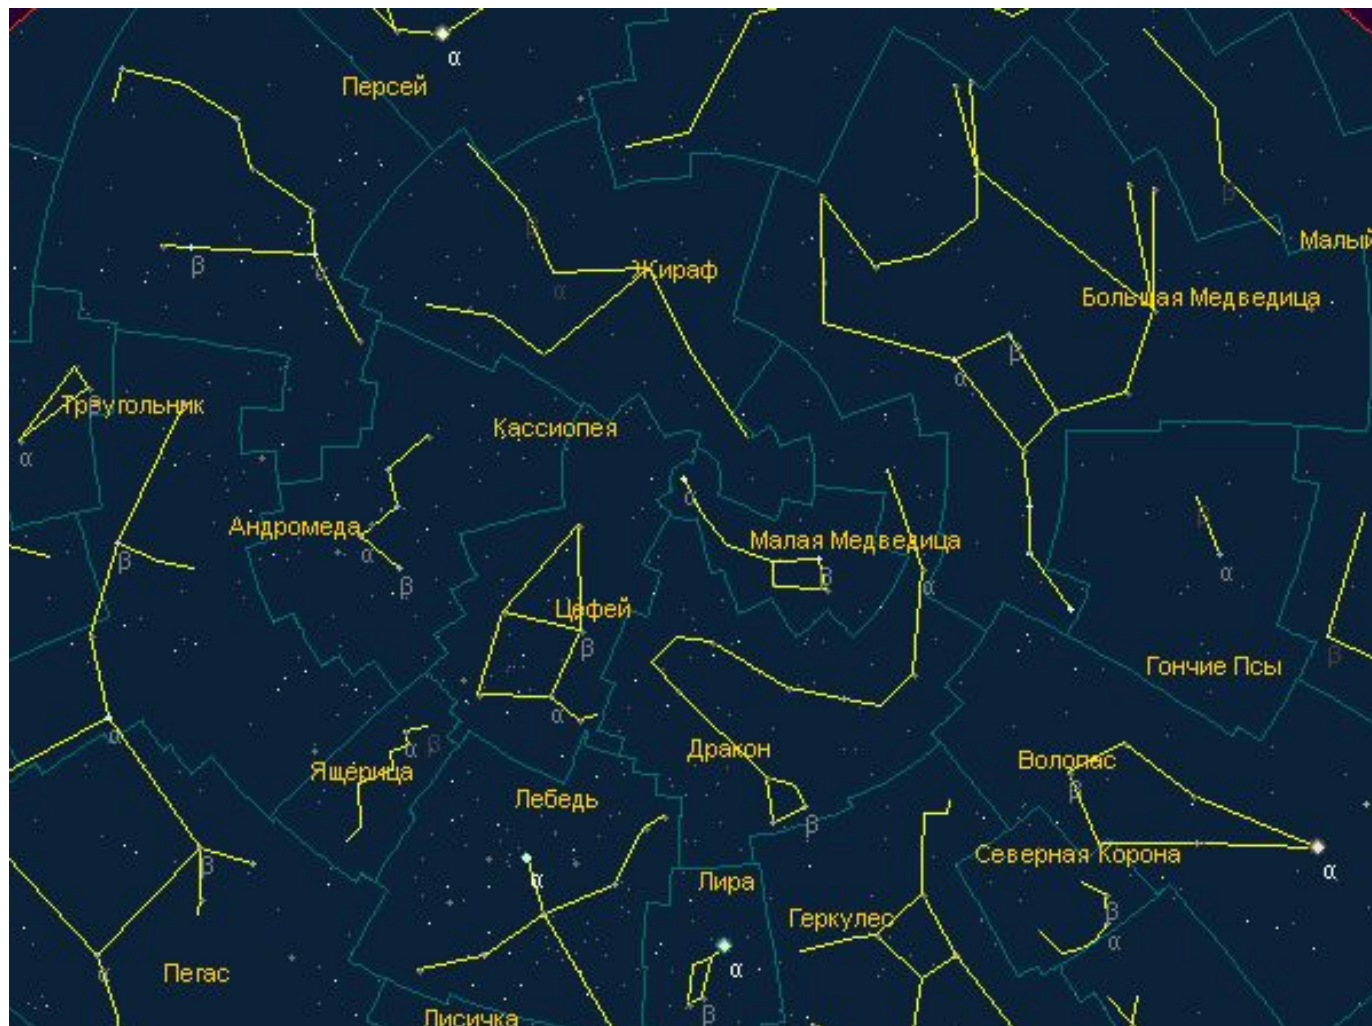 α
Персей
β
α
β
Малый
β
α
Жираф
Большая Медведица
β
α
Треугольник
β
α
Кассиопея
α
β
Андромеда
α
β
β
α
Малая Медведица
β
α
α
Цефей
β
Гончие Псы
β
α
α
β
α
Дракон
Волопас
Ящерица
β
Лебедь
β
Северная Корона
β
α
α
Лира
Геркулес
β
α
α
α
Пегас
β
Лисичка